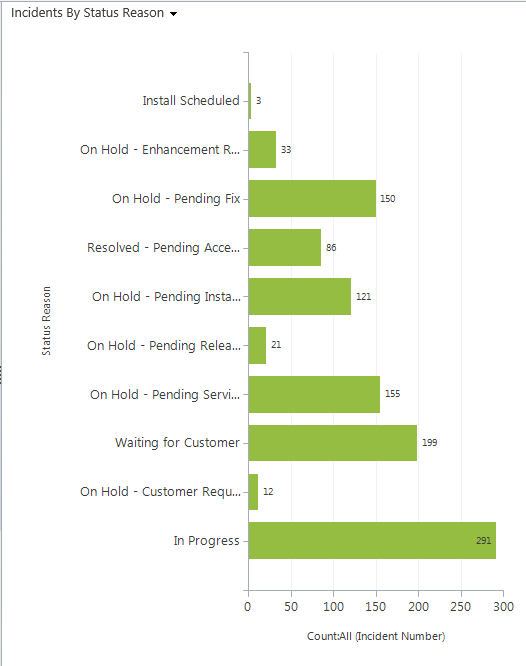 Incidents By Status Reason
Install Scheduled 3
On Hold - Enhancement R... 33
On Hold - Pending Fix 150
Resolved - Pending Acce... 86
On Hold - Pending Insta... 121
On Hold - Pending Relea... 21
On Hold - Pending Servi... 155
Waiting for Customer 199
On Hold - Customer Requ... 12
In Progress 291
Status Reason
0 50 100 150 200 250 300
Count:All (Incident Number)